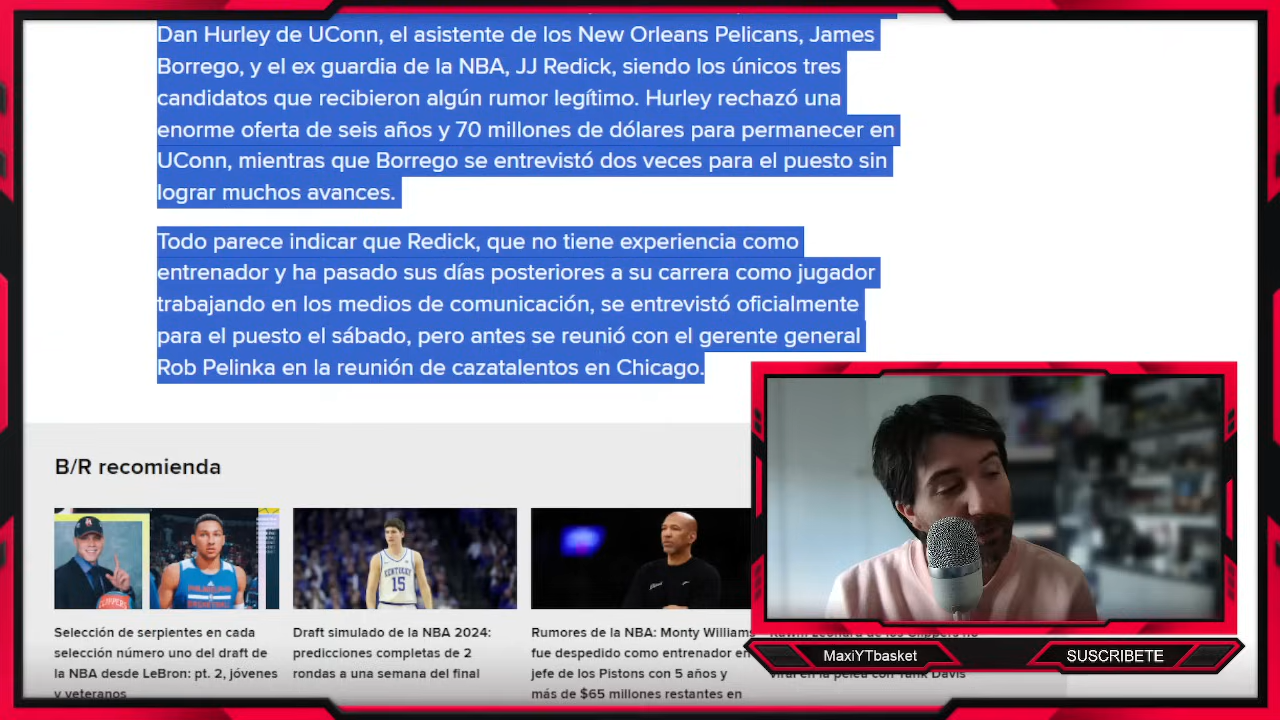 Dan Hurley de UConn, el asistente de los New Orleans Pelicans, James
Borrego, y el ex guardia de la NBA, JJ Redick, siendo los únicos tres
candidatos que recibieron algún rumor legítimo. Hurley rechazó una
enorme oferta de seis años y 70 millones de dólares para permanecer en
UConn, mientras que Borrego se entrevistó dos veces para el puesto sin
lograr muchos avances.
Todo parece indicar que Redick, que no tiene experiencia como
entrenador y ha pasado sus días posteriores a su carrera como jugador
trabajando en los medios de comunicación, se entrevistó oficialmente
para el puesto el sábado, pero antes se reunió con el gerente general
Rob Pelinka en la reunión de cazatalentos en Chicago.
B/R recomienda
CLIPPERS
PHILADELPHIA
KENTUCKY
15
Selección de serpientes en cada
selección número uno del draft de
la NBA desde LeBron: pt. 2, jóvenes
y veteranos
Draft simulado de la NBA 2024:
predicciones completas de 2
rondas a una semana del final
Rumores de la NBA: Monty Williams
fue despedido como entrenador en
jefe de los Pistons con 5 años y
más de $65 millones restantes en
MaxiYTbasket
SUSCRIBETE